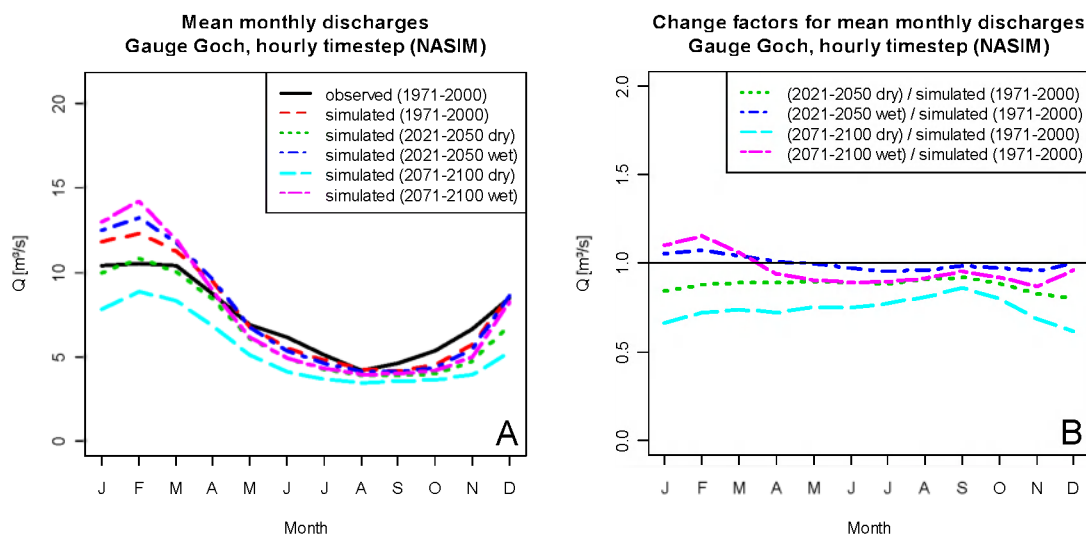 Mean monthly discharges
Gauge Goch, hourly timestep (NASIM)
observed (1971-2000)
simulated (1971-2000)
simulated (2021-2050 dry)
simulated (2021-2050 wet)
simulated (2071-2100 dry)
simulated (2071-2100 wet)
20
15
10
5
0
Q [m³/s]
A
J F M A M J J A S O N D
Month
Change factors for mean monthly discharges
Gauge Goch, hourly timestep (NASIM)
(2021-2050 dry) / simulated (1971-2000)
(2021-2050 wet) / simulated (1971-2000)
(2071-2100 dry) / simulated (1971-2000)
(2071-2100 wet) / simulated (1971-2000)
2.0
1.5
1.0
0.5
0.0
Q [m³/s]
B
J F M A M J J A S O N D
Month